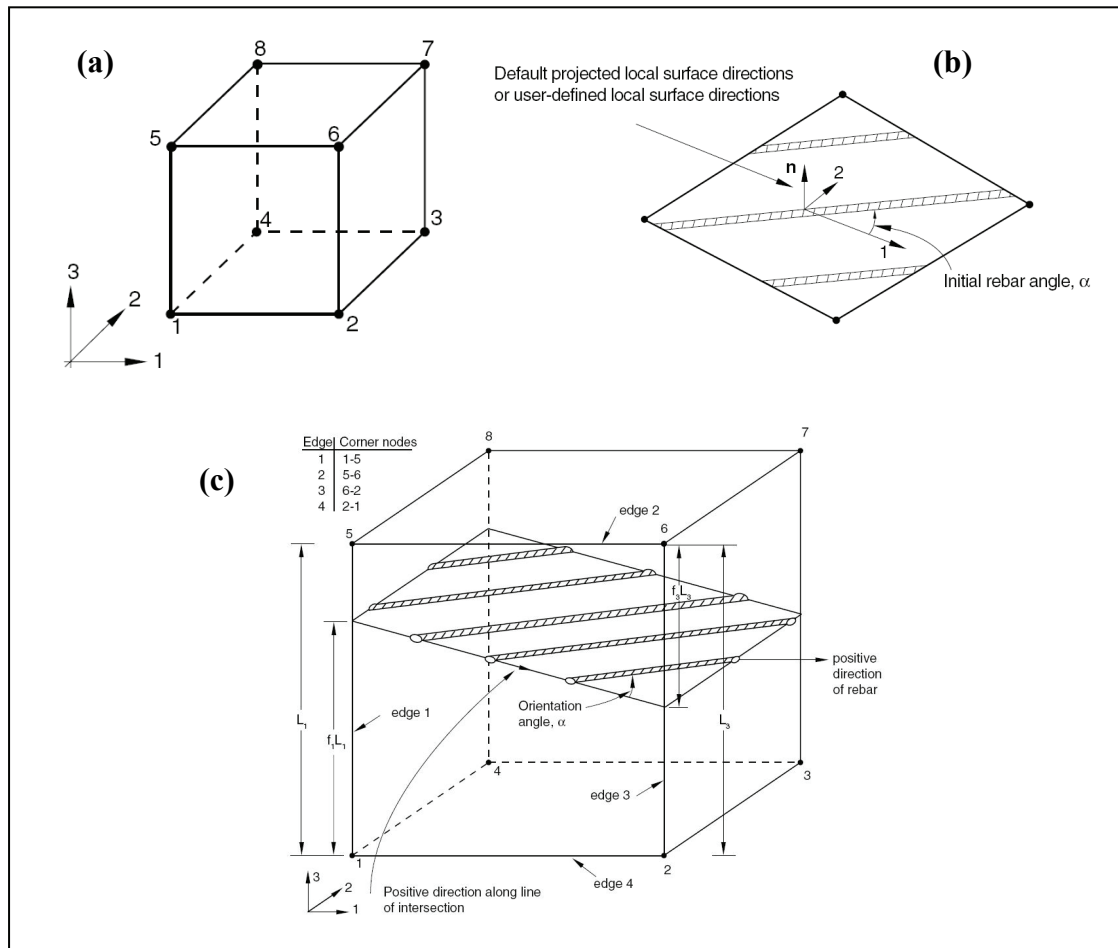 (a)
8
7
5
6
4
3
1
2
3
2
1
(b)
Default projected local surface directions
or user-defined local surface directions
n
2
1
Initial rebar angle, α
(c)
Edge Corner nodes
1 1-5
2 5-6
3 6-2
4 2-1
8
7
5
edge 2
6
f₃L₃
positive
direction
of rebar
Orientation
angle, α
edge 1
L₁
f₁L₁
L₃
4
3
edge 3
1
2
edge 4
3
2
1
Positive direction along line
of intersection